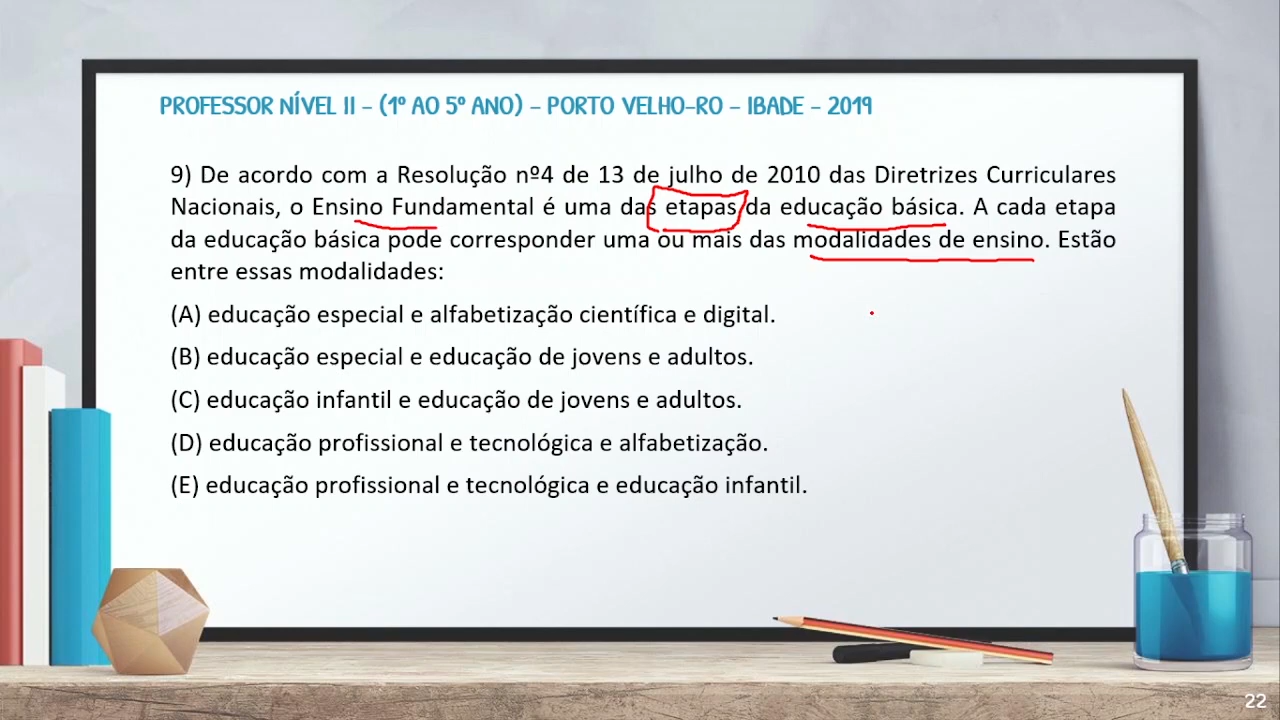 PROFESSOR NÍVEL II – (1º AO 5º ANO) – PORTO VELHO-RO – IBADE – 2019
9) De acordo com a Resolução nº4 de 13 de julho de 2010 das Diretrizes Curriculares
Nacionais, o Ensino Fundamental é uma das etapas da educação básica. A cada etapa
da educação básica pode corresponder uma ou mais das modalidades de ensino. Estão
entre essas modalidades:
(A) educação especial e alfabetização científica e digital.
(B) educação especial e educação de jovens e adultos.
(C) educação infantil e educação de jovens e adultos.
(D) educação profissional e tecnológica e alfabetização.
(E) educação profissional e tecnológica e educação infantil.
22